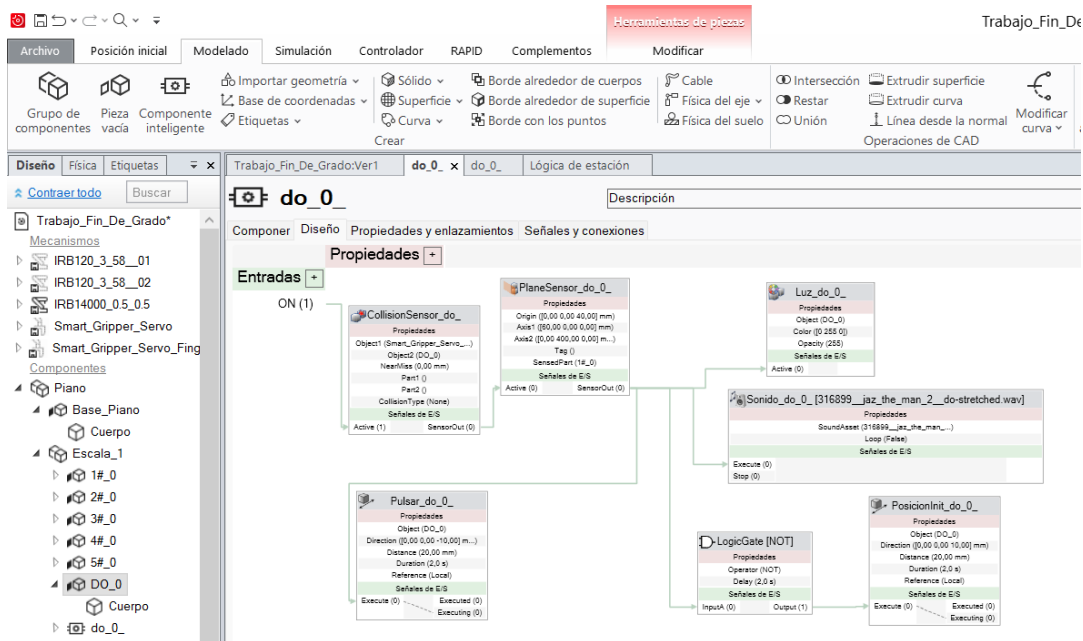 Herramientas de piezas
Trabajo_Fin_De
Archivo Posición inicial Modelado Simulación Controlador RAPID Complementos Modificar
Importar geometría Sólido Borde alrededor de cuerpos Cable Intersección Extrudir superficie
Base de coordenadas Superficie Borde alrededor de superficie Física del eje Restar Extrudir curva
Etiquetas Curva Borde con los puntos Física del suelo Unión Línea desde la normal
Grupo de componentes
Pieza vacía
Componente inteligente
Modificar curva
Crear
Operaciones de CAD
Diseño Física Etiquetas
Trabajo_Fin_De_Grado:Ver1 do_0_ x do_0_ Lógica de estación
Contraer todo Buscar
do_0_
Descripción
Trabajo_Fin_De_Grado*
Mecanismos
IRB120_3_58__01
IRB120_3_58__02
IRB14000_0.5_0.5
Smart_Gripper_Servo
Smart_Gripper_Servo_Fing
Componentes
Piano
Base_Piano
Cuerpo
Escala_1
1#_0
2#_0
3#_0
4#_0
5#_0
DO_0
Cuerpo
do_0_
Componer Diseño Propiedades y enlazamientos Señales y conexiones
Propiedades +
Entradas +
ON (1)
CollisionSensor_do_
Propiedades
Object1 (Smart_Gripper_Servo_...)
Object2 (DO_0)
NearMiss (0,00 mm)
Part1 ()
Part2 ()
CollisionType (None)
Señales de E/S
Active (1) SensorOut (0)
PlaneSensor_do_0_
Propiedades
Origin ([0,00 0,00 40,00] mm)
Axis1 ([60,00 0,00 0,00] mm)
Axis2 ([0,00 400,00 0,00] m...)
Tag ()
SensedPart (1#_0)
Señales de E/S
Active (0) SensorOut (0)
Luz_do_0_
Propiedades
Object (DO_0)
Color ([0 255 0])
Opacity (255)
Señales de E/S
Active (0)
Sonido_do_0_ [316899__jaz_the_man_2__do-stretched.wav]
Propiedades
SoundAsset (316899__jaz_the_man_...)
Loop (False)
Señales de E/S
Execute (0)
Stop (0)
Pulsar_do_0_
Propiedades
Object (DO_0)
Direction ([0,00 0,00 -10,00] m...)
Distance (20,00 mm)
Duration (2,0 s)
Reference (Local)
Señales de E/S
Execute (0) Executed (0)
Executing (0)
LogicGate [NOT]
Propiedades
Operator (NOT)
Delay (2,0 s)
Señales de E/S
InputA (0) Output (1)
PosicionInit_do_0_
Propiedades
Object (DO_0)
Direction ([0,00 0,00 10,00] mm)
Distance (20,00 mm)
Duration (2,0 s)
Reference (Local)
Señales de E/S
Execute (0) Executed (0)
Executing (0)